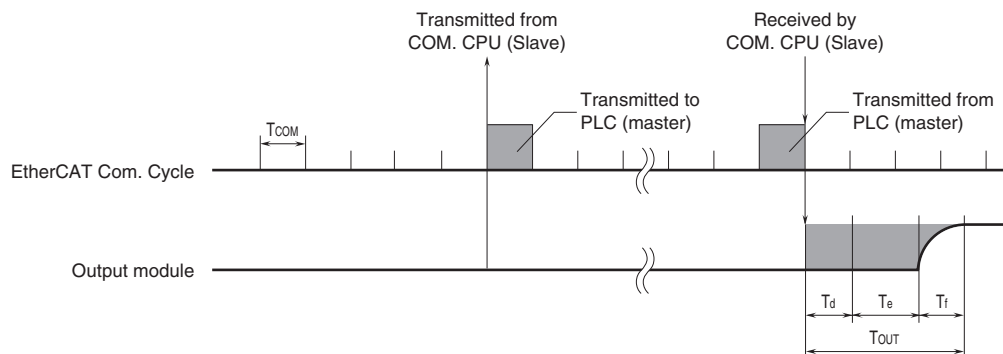 Transmitted from
COM. CPU (Slave)
Received by
COM. CPU (Slave)
Transmitted to
PLC (master)
Transmitted from
PLC (master)
TCOM
EtherCAT Com. Cycle
Output module
Td
Te
Tf
TOUT